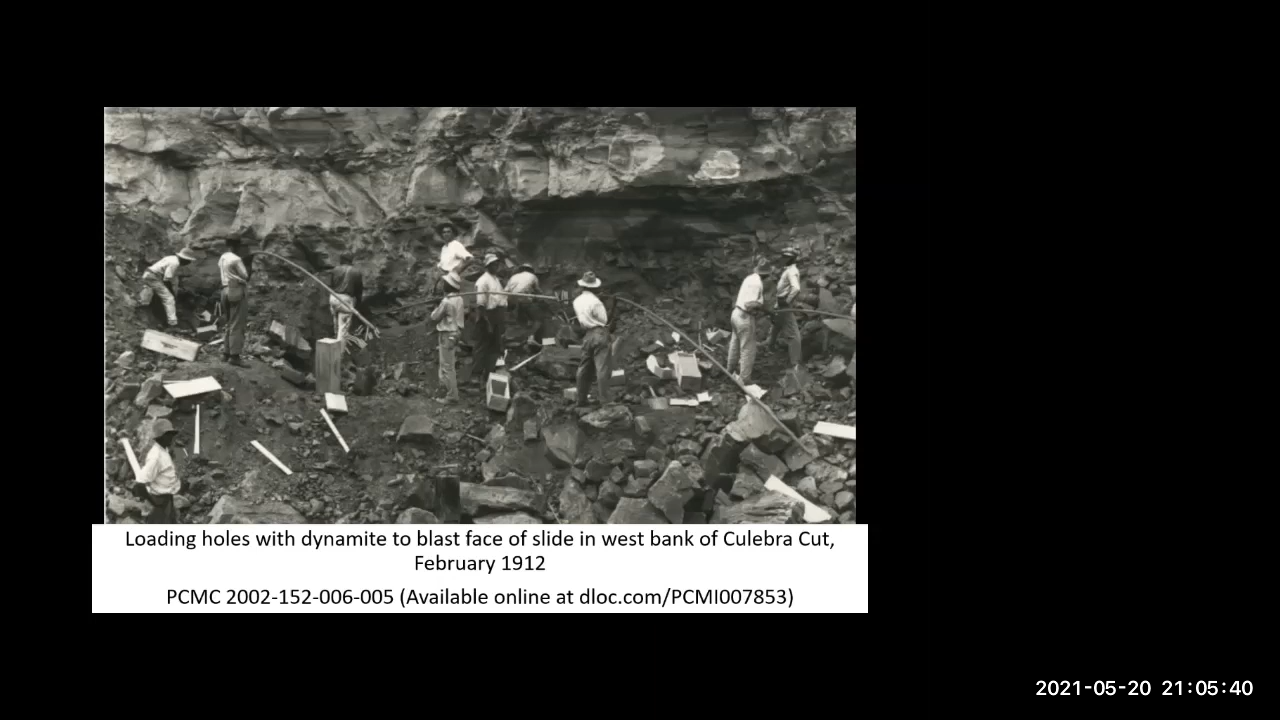 Loading holes with dynamite to blast face of slide in west bank of Culebra Cut,
February 1912
PCMC 2002-152-006-005 (Available online at dloc.com/PCMI007853)
2021-05-20 21:05:40